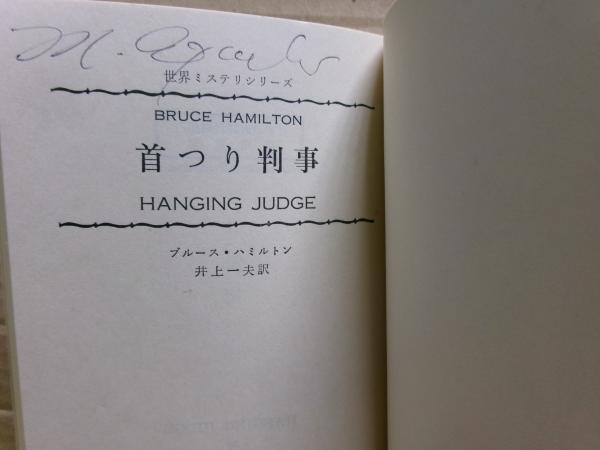 世界ミステリシリーズ
BRUCE HAMILTON
首つり判事
HANGING JUDGE
ブルース・ハミルトン
井上一夫訳